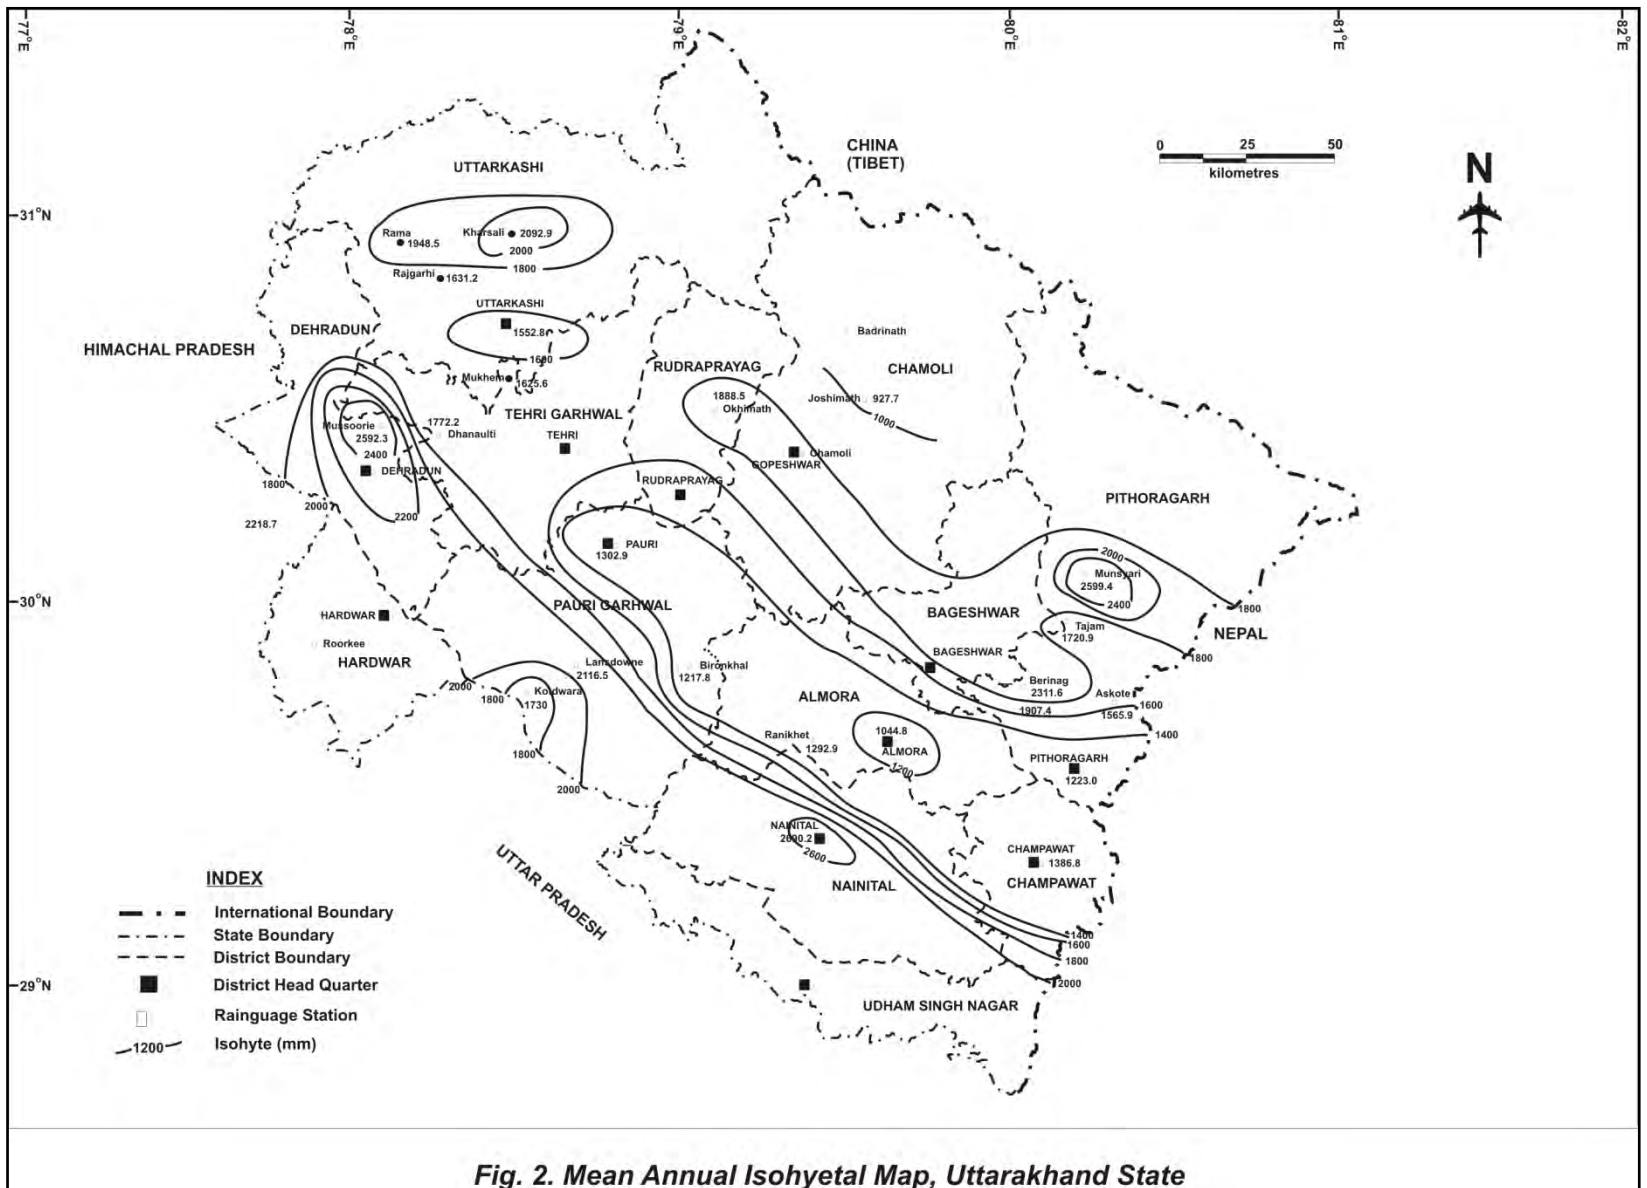 77°E
78°E
79°E
80°E
81°E
82°E
CHINA
(TIBET)
0 25 50
kilometres
N
UTTARKASHI
31°N
Rama
1948.5
Kharsali
2092.9
2000
1800
Rajgarhi
1631.2
UTTARKASHI
1552.8
1600
Mukhem
1625.6
DEHRADUN
HIMACHAL PRADESH
Badrinath
RUDRAPRAYAG
CHAMOLI
1888.5
Okhimath
Joshimath
927.7
1000
TEHRI GARHWAL
TEHRI
1772.2
Dhanaulti
Mussoorie
2592.3
2400
DEHRADUN
1800
2000
2200
2218.7
Chamoli
GOPESHWAR
RUDRAPRAYAG
PITHORAGARH
PAURI
1302.9
2000
Munsyari
2599.4
2400
1800
30°N
PAURI GARHWAL
HARDWAR
BAGESHWAR
Tajam
1720.9
NEPAL
Roorkee
HARDWAR
BAGESHWAR
1800
Lansdowne
2116.5
Bironkhal
1217.8
2000
1800
Kotdwara
1730
Berinag
2311.6
Askote
1907.4
1565.9
1600
ALMORA
1400
1800
2000
Ranikhet
1292.9
1044.8
ALMORA
1200
PITHORAGARH
1223.0
NAINITAL
2690.2
2600
CHAMPAWAT
1386.8
CHAMPAWAT
NAINITAL
UTTAR PRADESH
1400
1600
1800
2000
29°N
UDHAM SINGH NAGAR
INDEX
International Boundary
State Boundary
District Boundary
District Head Quarter
Rainguage Station
1200 Isohyte (mm)
Fig. 2. Mean Annual Isohyetal Map, Uttarakhand State